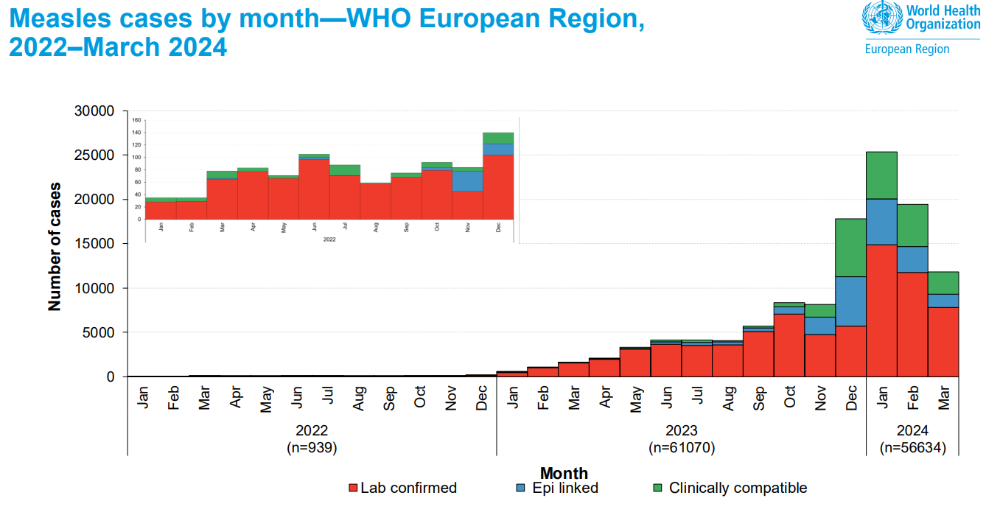 Measles cases by month—WHO European Region,
2022–March 2024
World Health
Organization
European Region
Number of cases
30000
25000
20000
15000
10000
5000
0
160
140
120
100
80
60
40
20
0
Jan Feb Mar Apr May Jun Jul Aug Sep Oct Nov Dec
2022
Jan Feb Mar Apr May Jun Jul Aug Sep Oct Nov Dec Jan Feb Mar Apr May Jun Jul Aug Sep Oct Nov Dec Jan Feb Mar
2022 2023 2024
(n=939) (n=61070) (n=56634)
Month
Lab confirmed Epi linked Clinically compatible